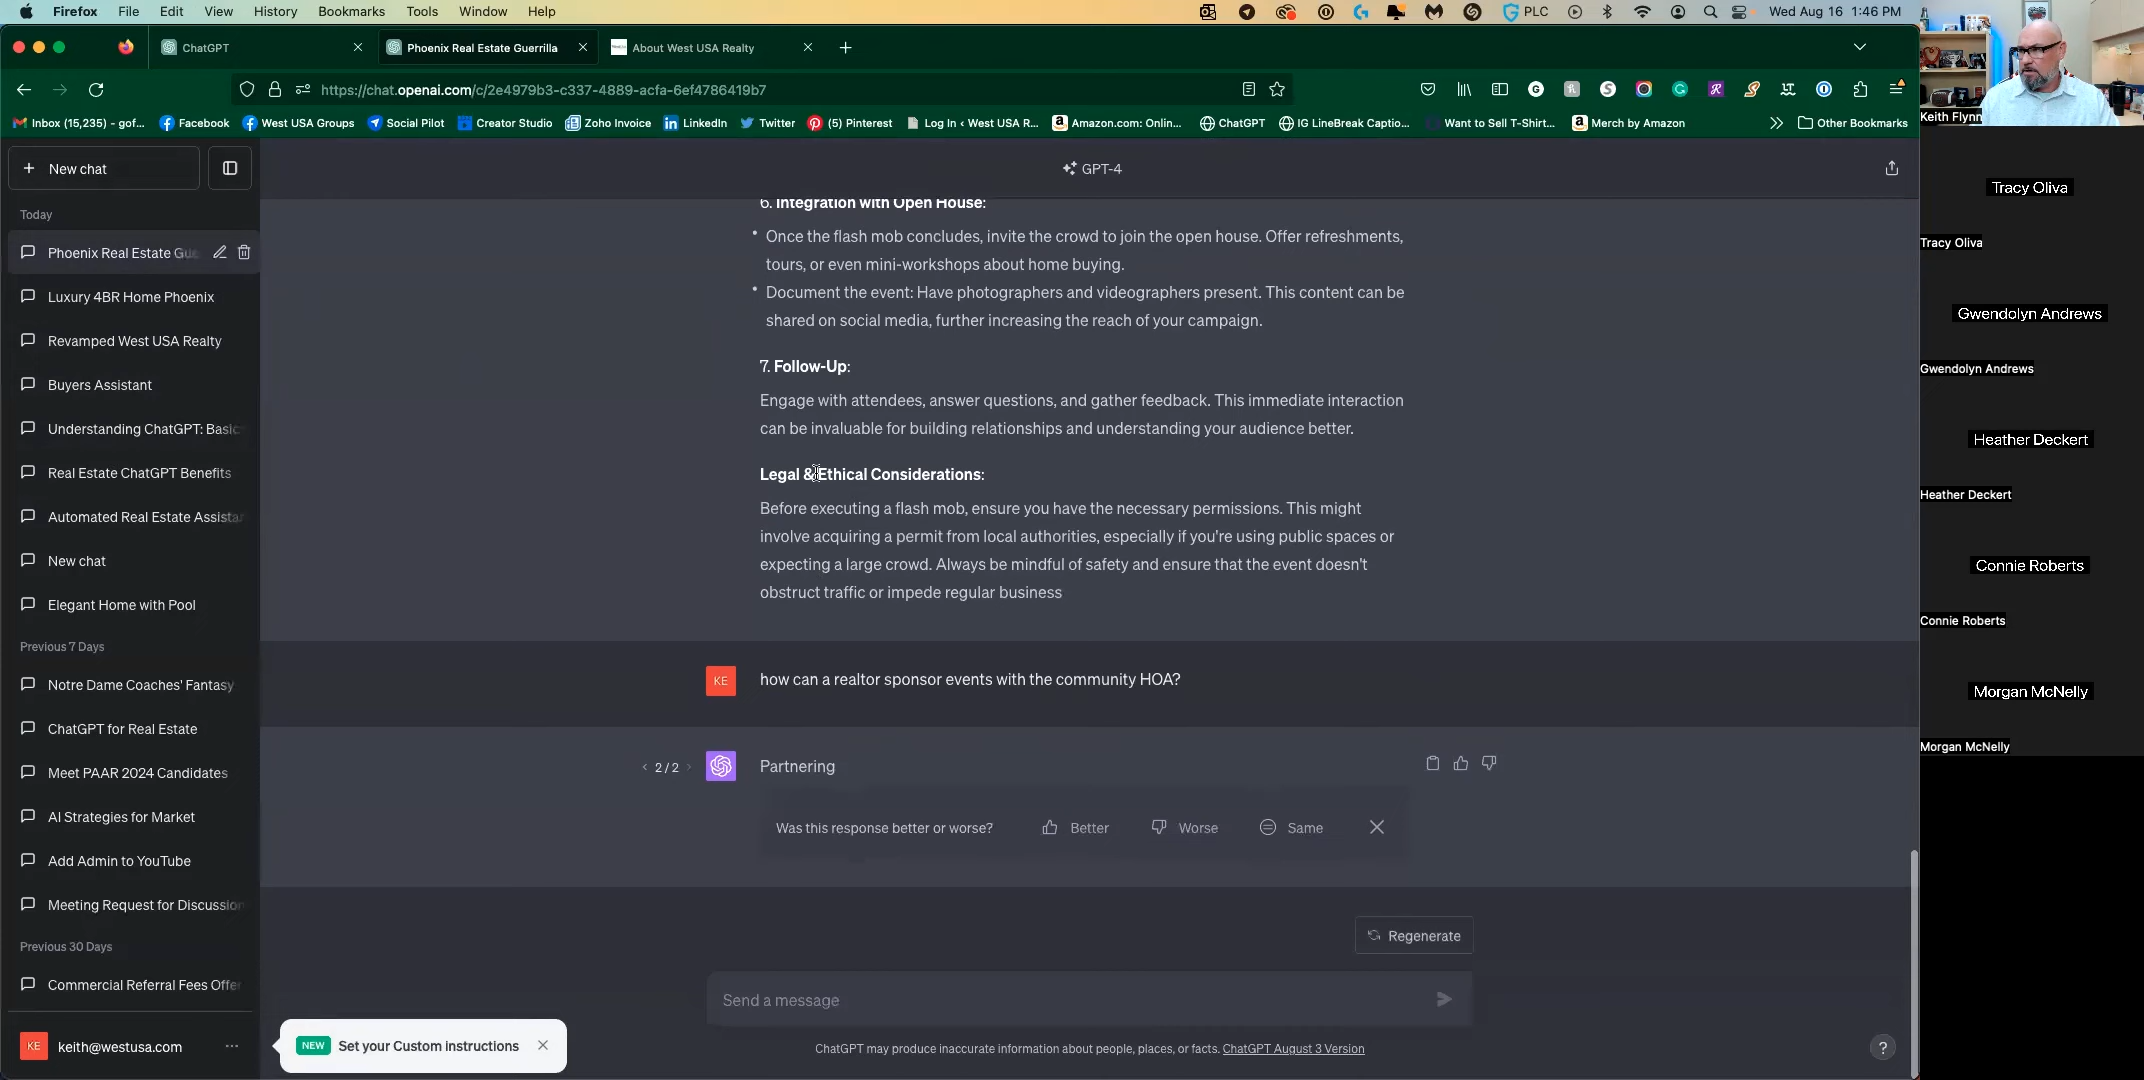 Firefox File Edit View History Bookmarks Tools Window Help
PLC
Wed Aug 16 1:46 PM
ChatGPT
Phoenix Real Estate Guerrilla
About West USA Realty
https://chat.openai.com/c/2e4979b3-c337-4889-acfa-6ef4786419b7
Inbox (15,235) - gof... Facebook West USA Groups Social Pilot Creator Studio Zoho Invoice LinkedIn Twitter (5) Pinterest Log In ‹ West USA R... Amazon.com: Onlin... ChatGPT IG LineBreak Captio... Want to Sell T-Shirt... Merch by Amazon Other Bookmarks
New chat
Today
Phoenix Real Estate Gue
Luxury 4BR Home Phoenix
Revamped West USA Realty
Buyers Assistant
Understanding ChatGPT: Basic
Real Estate ChatGPT Benefits
Automated Real Estate Assista
New chat
Elegant Home with Pool
Previous 7 Days
Notre Dame Coaches' Fantasy
ChatGPT for Real Estate
Meet PAAR 2024 Candidates
AI Strategies for Market
Add Admin to YouTube
Meeting Request for Discussion
Previous 30 Days
Commercial Referral Fees Offer
KE keith@westusa.com
NEW Set your Custom instructions
GPT-4
6. Integration with Open House:
• Once the flash mob concludes, invite the crowd to join the open house. Offer refreshments,
tours, or even mini-workshops about home buying.
• Document the event: Have photographers and videographers present. This content can be
shared on social media, further increasing the reach of your campaign.
7. Follow-Up:
Engage with attendees, answer questions, and gather feedback. This immediate interaction
can be invaluable for building relationships and understanding your audience better.
Legal & Ethical Considerations:
Before executing a flash mob, ensure you have the necessary permissions. This might
involve acquiring a permit from local authorities, especially if you're using public spaces or
expecting a large crowd. Always be mindful of safety and ensure that the event doesn't
obstruct traffic or impede regular business
KE how can a realtor sponsor events with the community HOA?
2 / 2
Partnering
Was this response better or worse? Better Worse Same
Regenerate
Send a message
ChatGPT may produce inaccurate information about people, places, or facts. ChatGPT August 3 Version
?
Keith Flynn
Tracy Oliva
Tracy Oliva
Gwendolyn Andrews
Gwendolyn Andrews
Heather Deckert
Heather Deckert
Connie Roberts
Connie Roberts
Morgan McNelly
Morgan McNelly